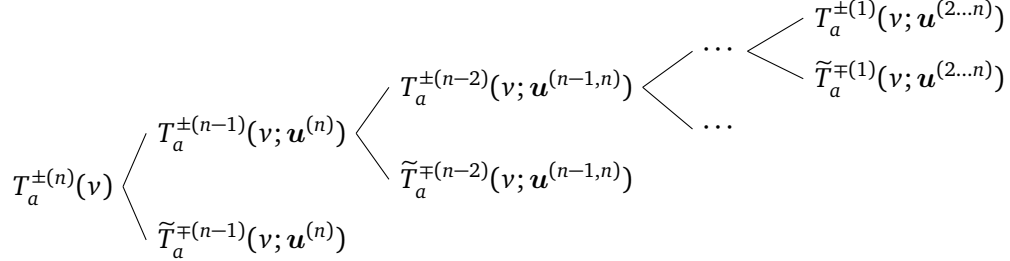 T_a^{±(1)}(v; u^{(2…n)})
⋯
T̃_a^{∓(1)}(v; u^{(2…n)})
T_a^{±(n−2)}(v; u^{(n−1,n)})
⋯
T_a^{±(n−1)}(v; u^{(n)})
T̃_a^{∓(n−2)}(v; u^{(n−1,n)})
T_a^{±(n)}(v)
T̃_a^{∓(n−1)}(v; u^{(n)})